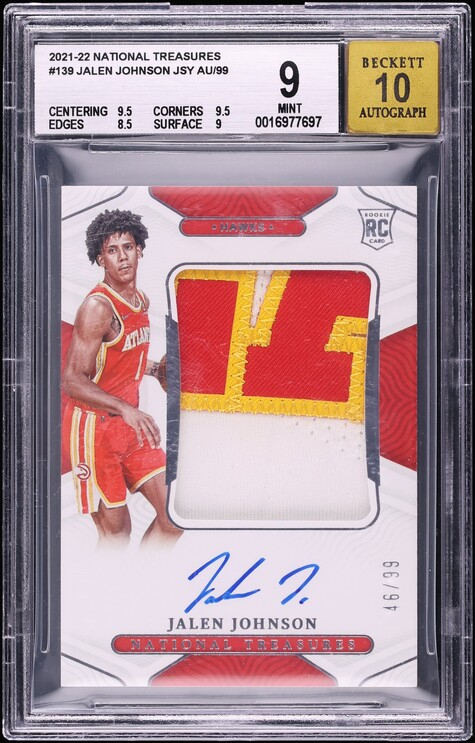 2021-22 NATIONAL TREASURES
#139 JALEN JOHNSON JSY AU/99
CENTERING 9.5 CORNERS 9.5
EDGES 8.5 SURFACE 9
9
MINT
0016977697
BECKETT
10
AUTOGRAPH
HAWKS
ROOKIE
RC
CARD
ATLANTA
1
Jalen J.
46/99
JALEN JOHNSON
NATIONAL TREASURES